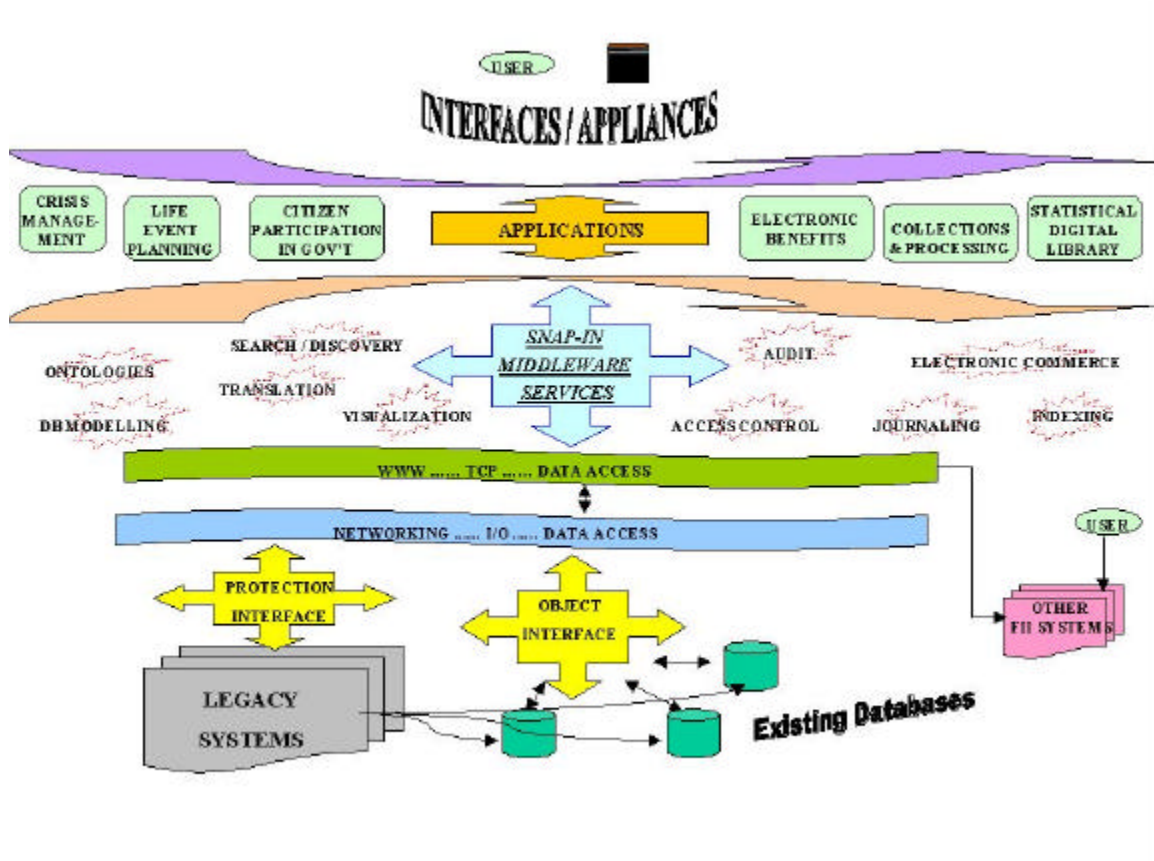 USER
INTERFACES / APPLIANCES
CRISIS
MANAGE-
MENT
LIFE
EVENT
PLANNING
CITIZEN
PARTICIPATION
IN GOV'T
APPLICATIONS
ELECTRONIC
BENEFITS
COLLECTIONS
& PROCESSING
STATISTICAL
DIGITAL
LIBRARY
SNAP-IN
MIDDLEWARE
SERVICES
SEARCH / DISCOVERY
ONTOLOGIES
TRANSLATION
VISUALIZATION
DB MODELLING
AUDIT
ELECTRONIC COMMERCE
ACCESS CONTROL
JOURNALING
INDEXING
WWW ...... TCP ...... DATA ACCESS
NETWORKING ...... I/O ...... DATA ACCESS
USER
PROTECTION
INTERFACE
OBJECT
INTERFACE
OTHER
FII SYSTEMS
LEGACY
SYSTEMS
Existing Databases